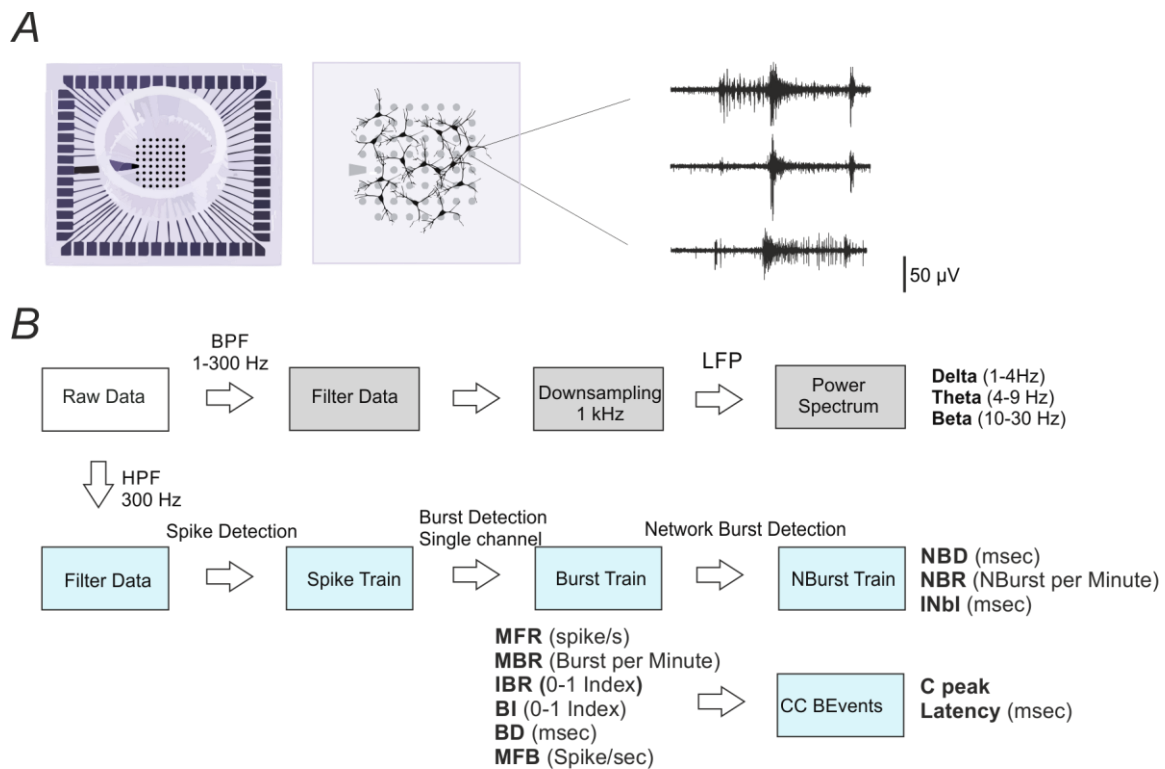 A
50 µV
B
BPF
1-300 Hz
Raw Data
Filter Data
Downsampling
1 kHz
LFP
Power
Spectrum
Delta (1-4Hz)
Theta (4-9 Hz)
Beta (10-30 Hz)
HPF
300 Hz
Spike Detection
Burst Detection
Single channel
Network Burst Detection
Filter Data
Spike Train
Burst Train
NBurst Train
NBD (msec)
NBR (NBurst per Minute)
INbI (msec)
MFR (spike/s)
MBR (Burst per Minute)
IBR (0-1 Index)
BI (0-1 Index)
BD (msec)
MFB (Spike/sec)
CC BEvents
C peak
Latency (msec)